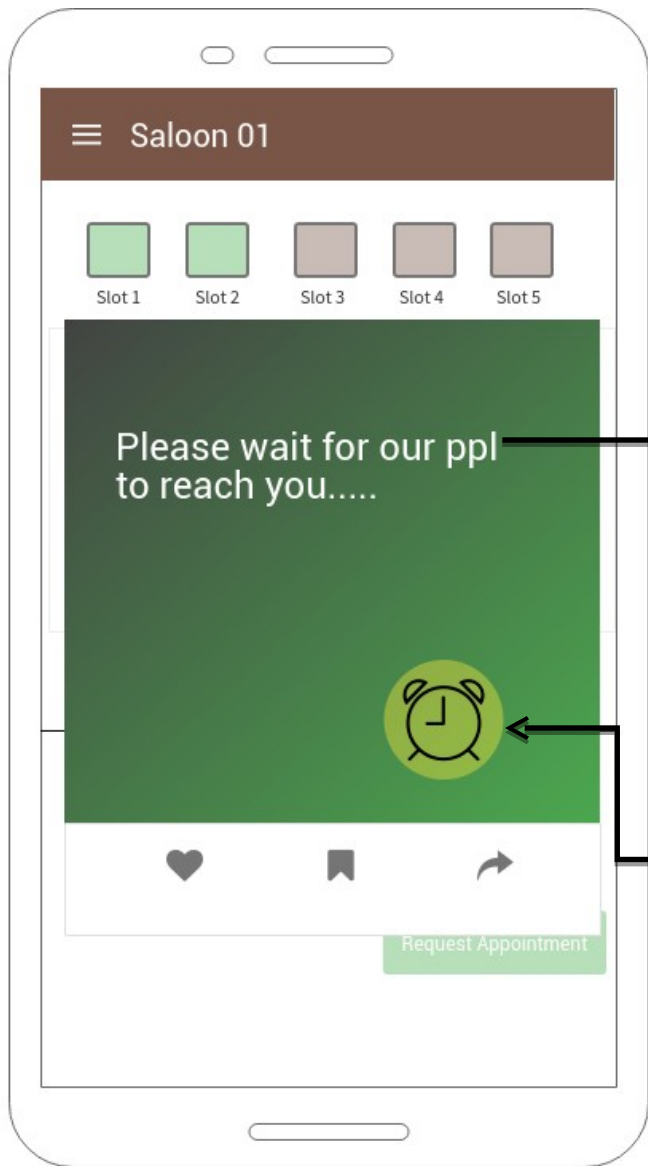 Saloon 01
Slot 1 Slot 2 Slot 3 Slot 4 Slot 5
Please wait for our ppl
to reach you.....
Request Appointment